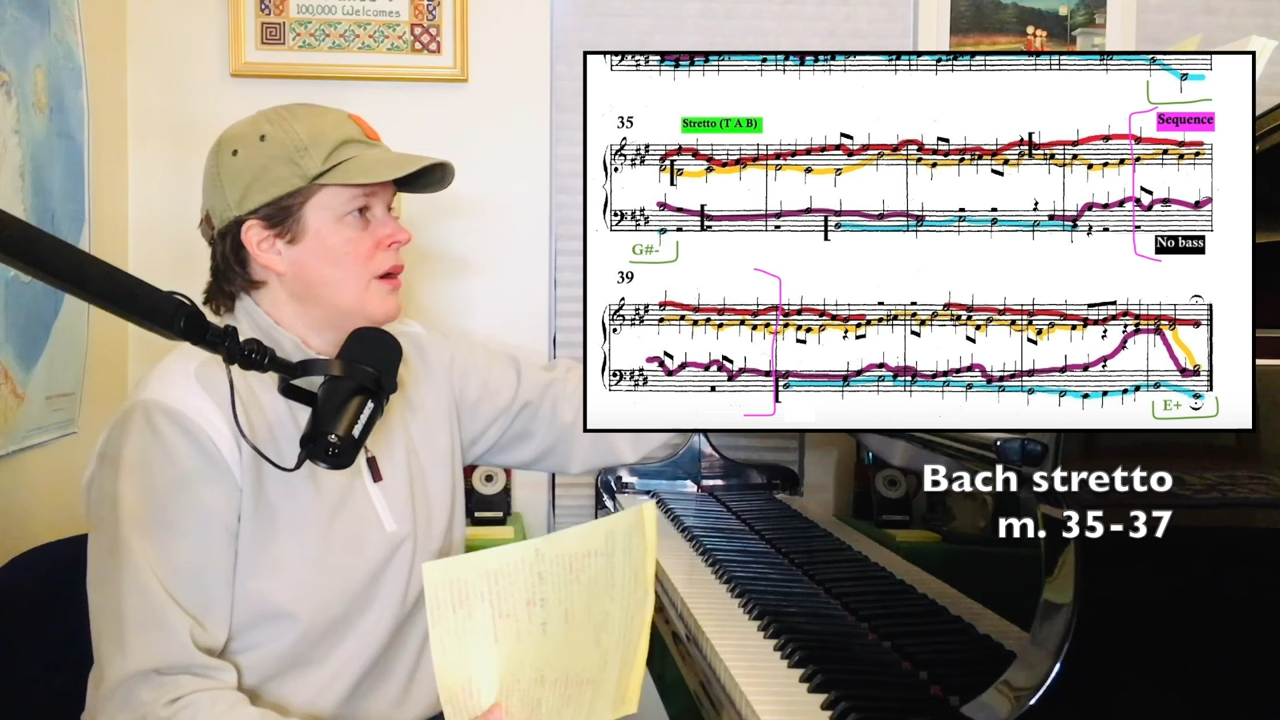 100,000 Welcomes
35
Stretto (T A B)
Sequence
G#-
No bass
39
E+
Bach stretto
m. 35-37